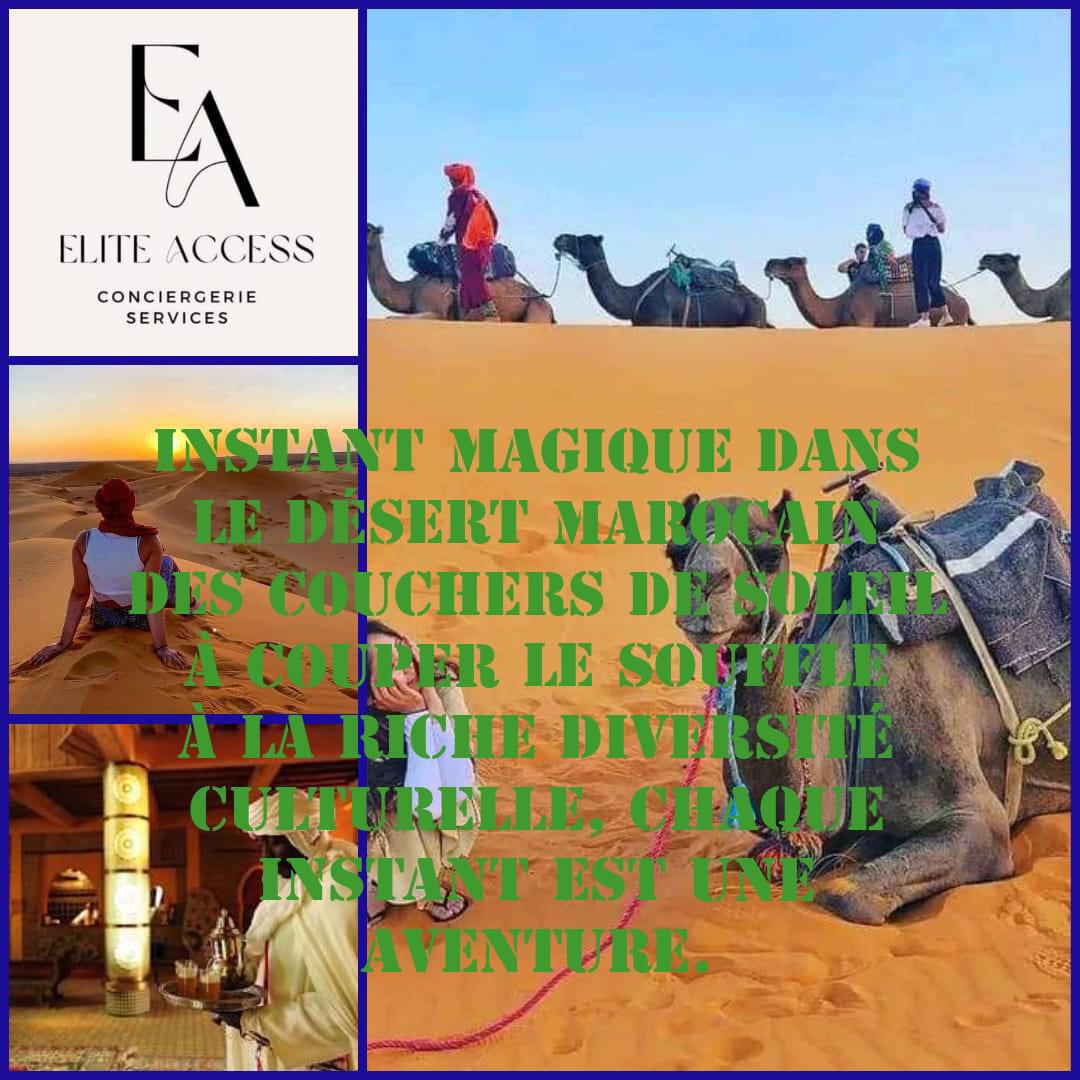 EA
ELITE ACCESS
CONCIERGERIE
SERVICES
INSTANT MAGIQUE DANS
LE DÉSERT MAROCAIN
DES COUCHERS DE SOLEIL
À COUPER LE SOUFFLE
À LA RICHE DIVERSITÉ
CULTURELLE, CHAQUE
INSTANT EST UNE
AVENTURE.